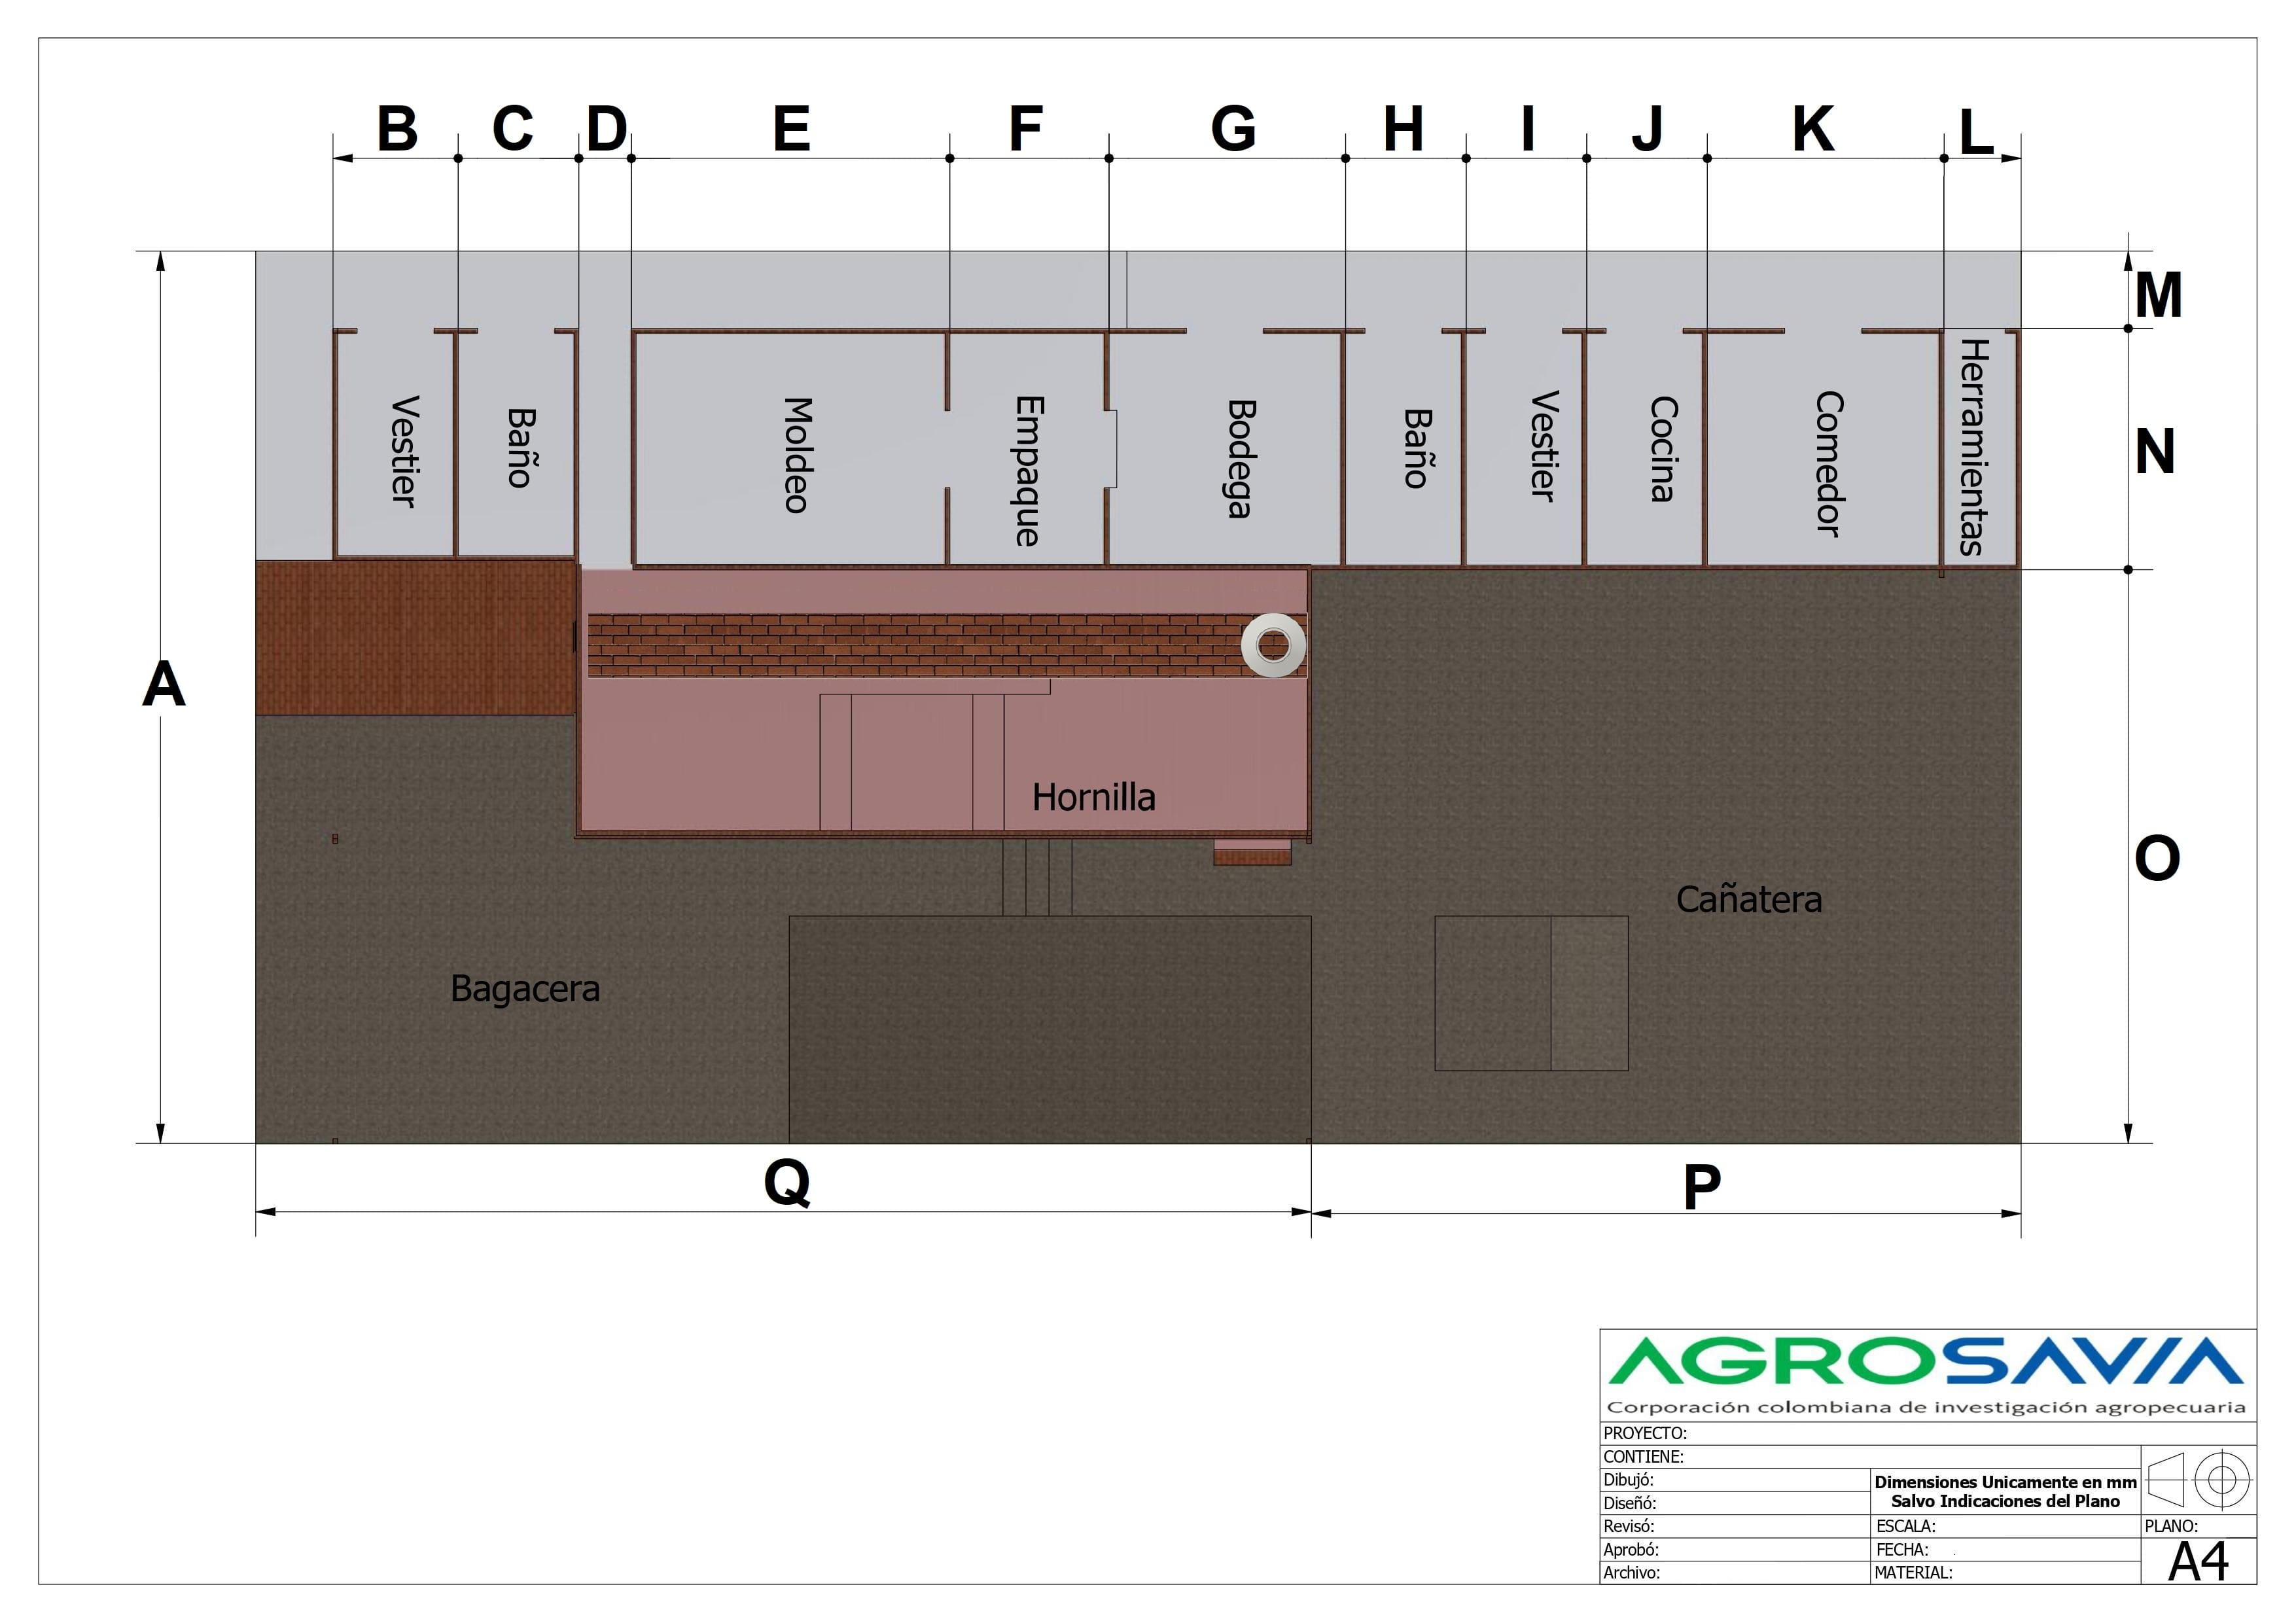 B C D E F G H I J K L
M
N
A
O
Vestier
Baño
Moldeo
Empaque
Bodega
Baño
Vestier
Cocina
Comedor
Herramientas
Hornilla
Cañatera
Bagacera
Q
P
AGROSAVIA
Corporación colombiana de investigación agropecuaria
PROYECTO:
CONTIENE:
Dibujó:
Dimensiones Unicamente en mm
Salvo Indicaciones del Plano
Diseñó:
Revisó:
ESCALA:
PLANO:
Aprobó:
FECHA:
A4
Archivo:
MATERIAL: